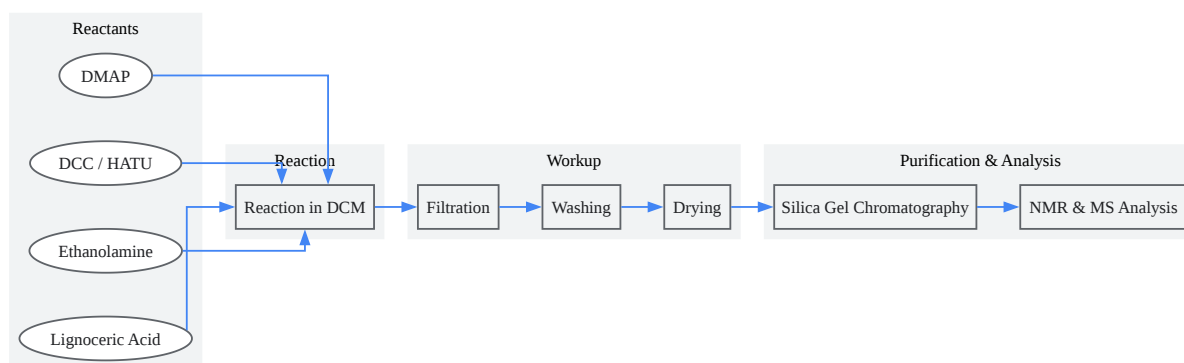 Reactants
DMAP
DCC / HATU
Ethanolamine
Lignoceric Acid
Reaction
Reaction in DCM
Workup
Filtration
Washing
Drying
Purification & Analysis
Silica Gel Chromatography
NMR & MS Analysis